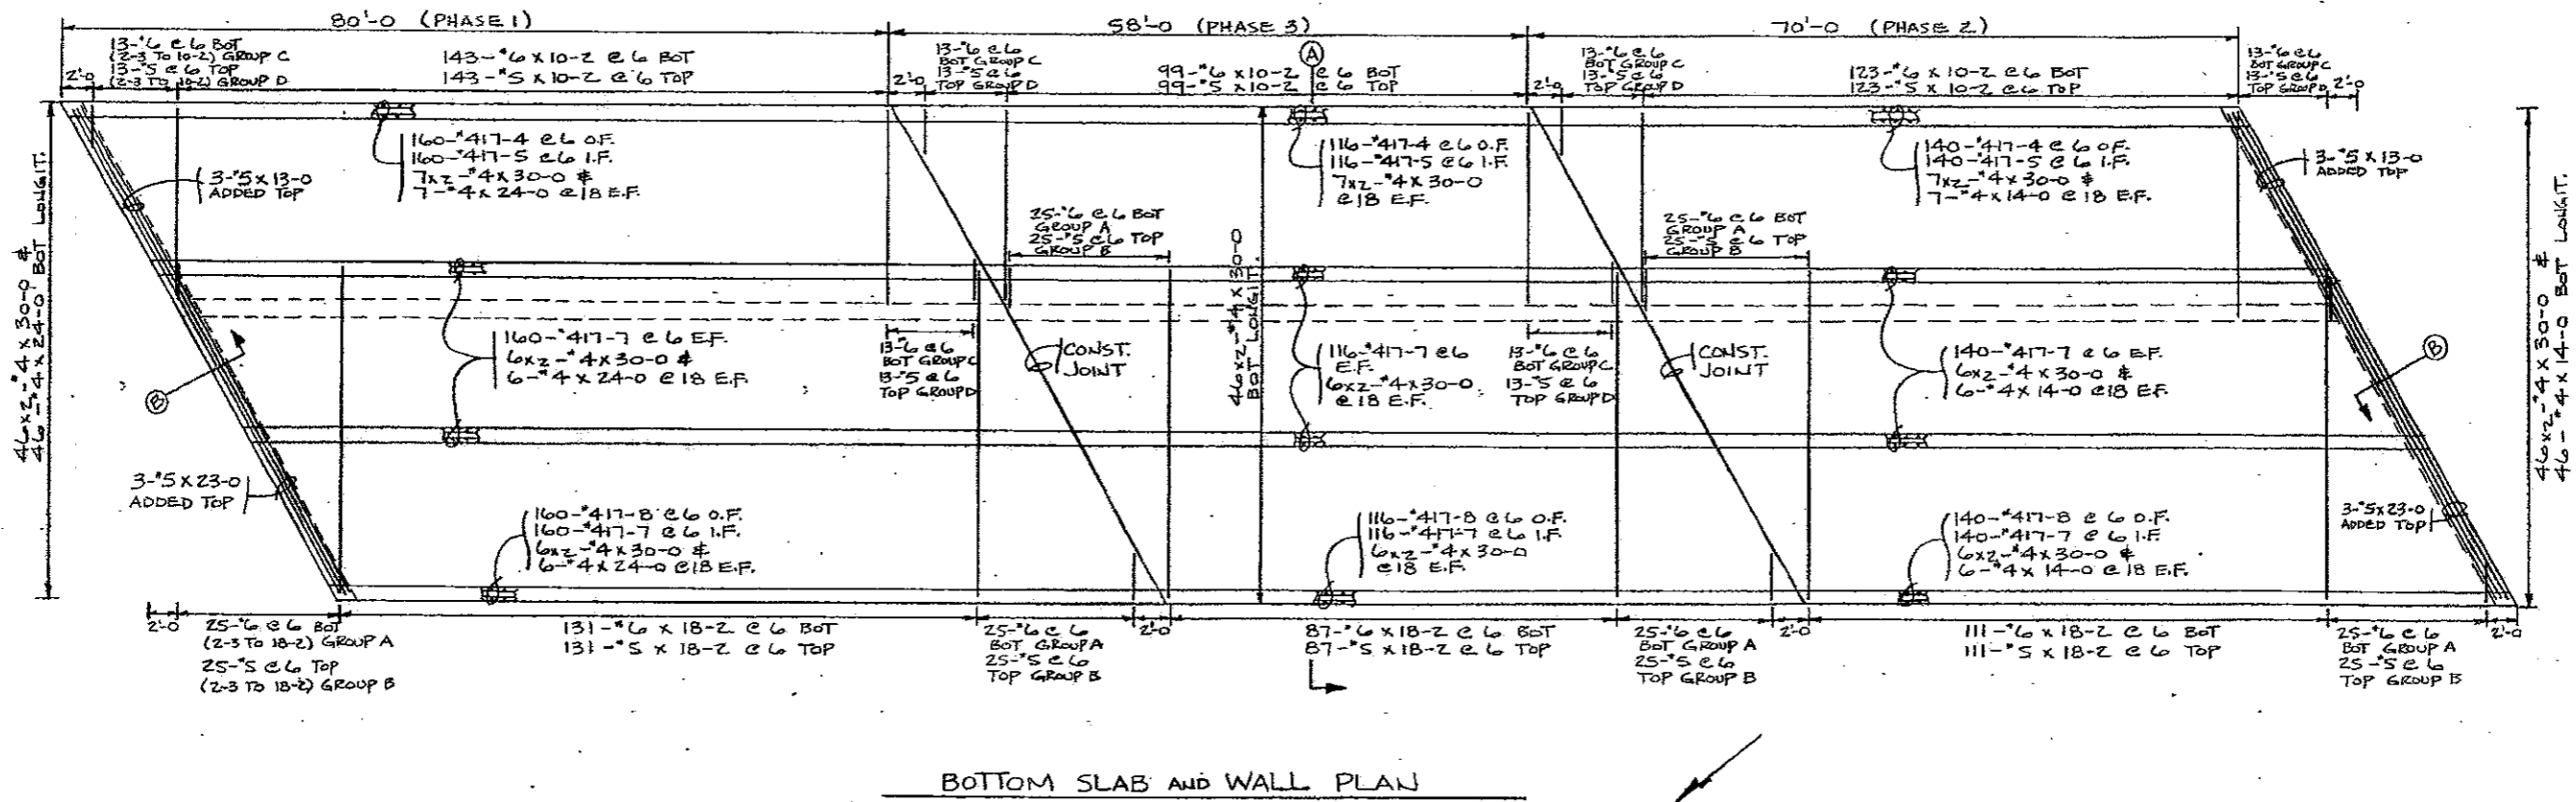 80'-0 (PHASE 1)
58'-0 (PHASE 3)
70'-0 (PHASE 2)
13-#6 @ 6 BOT
(2-3 TO 10-2) GROUP C
13-#5 @ 6 TOP
(2-3 TO 10-2) GROUP D
2'-0
143-#6 x 10-2 @ 6 BOT
143-#5 x 10-2 @ 6 TOP
13-#6 @ 6
BOT GROUP C
13-#5 @ 6
TOP GROUP D
2'-0
A
99-#6 x 10-2 @ 6 BOT
99-#5 x 10-2 @ 6 TOP
13-#6 @ 6
BOT GROUP C
13-#5 @ 6
TOP GROUP D
2'-0
123-#6 x 10-2 @ 6 BOT
123-#5 x 10-2 @ 6 TOP
13-#6 @ 6
BOT GROUP C
13-#5 @ 6
TOP GROUP D
2'-0
46x2-#4 x 30-0 &
46-#4 x 24-0 BOT LONGIT.
3-#5 x 13-0
ADDED TOP
160-#417-4 @ 6 O.F.
160-#417-5 @ 6 I.F.
7x2-#4 x 30-0 &
7-#4 x 24-0 @ 18 E.F.
116-#417-4 @ 6 O.F.
116-#417-5 @ 6 I.F.
7x2-#4 x 30-0
@ 18 E.F.
140-#417-4 @ 6 O.F.
140-#417-5 @ 6 I.F.
7x2-#4 x 30-0 &
7-#4 x 14-0 @ 18 E.F.
3-#5 x 13-0
ADDED TOP
25-#6 @ 6 BOT
GROUP A
25-#5 @ 6 TOP
GROUP B
46x2-#4 x 30-0
BOT LONGIT.
25-#6 @ 6 BOT
GROUP A
25-#5 @ 6 TOP
GROUP B
46x2-#4 x 30-0 &
46-#4 x 14-0 BOT LONGIT.
B
160-#417-7 @ 6 E.F.
6x2-#4 x 30-0 &
6-#4 x 24-0 @ 18 E.F.
13-#6 @ 6
BOT GROUP C
13-#5 @ 6
TOP GROUP D
CONST.
JOINT
116-#417-7 @ 6
E.F.
6x2-#4 x 30-0
@ 18 E.F.
13-#6 @ 6
BOT GROUP C
13-#5 @ 6
TOP GROUP D
CONST.
JOINT
140-#417-7 @ 6 E.F.
6x2-#4 x 30-0 &
6-#4 x 14-0 @ 18 E.F.
B
3-#5 x 23-0
ADDED TOP
160-#417-8 @ 6 O.F.
160-#417-7 @ 6 I.F.
6x2-#4 x 30-0 &
6-#4 x 24-0 @ 18 E.F.
116-#417-8 @ 6 O.F.
116-#417-7 @ 6 I.F.
6x2-#4 x 30-0
@ 18 E.F.
140-#417-8 @ 6 O.F.
140-#417-7 @ 6 I.F.
6x2-#4 x 30-0 &
6-#4 x 14-0 @ 18 E.F.
3-#5 x 23-0
ADDED TOP
2'-0
25-#6 @ 6 BOT
(2-3 TO 18-2) GROUP A
25-#5 @ 6 TOP
(2-3 TO 18-2) GROUP B
131-#6 x 18-2 @ 6 BOT
131-#5 x 18-2 @ 6 TOP
25-#6 @ 6
BOT GROUP A
25-#5 @ 6
TOP GROUP B
2'-0
87-#6 x 18-2 @ 6 BOT
87-#5 x 18-2 @ 6 TOP
25-#6 @ 6
BOT GROUP A
25-#5 @ 6
TOP GROUP B
2'-0
111-#6 x 18-2 @ 6 BOT
111-#5 x 18-2 @ 6 TOP
25-#6 @ 6
BOT GROUP A
25-#5 @ 6
TOP GROUP B
2'-0
BOTTOM SLAB AND WALL PLAN